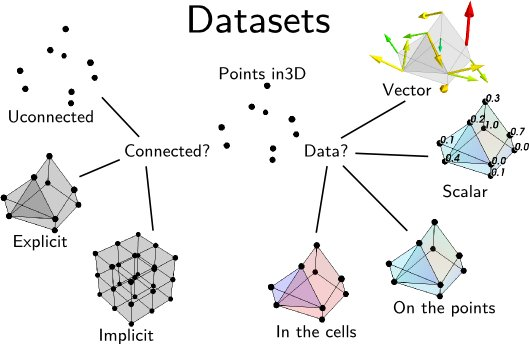 Datasets
Points in3D
Vector
Uconnected
Connected?
Data?
0.3
0.2
1.0
0.1
0.7
0.4
0.0
0.0
0.1
Scalar
Explicit
Implicit
In the cells
On the points